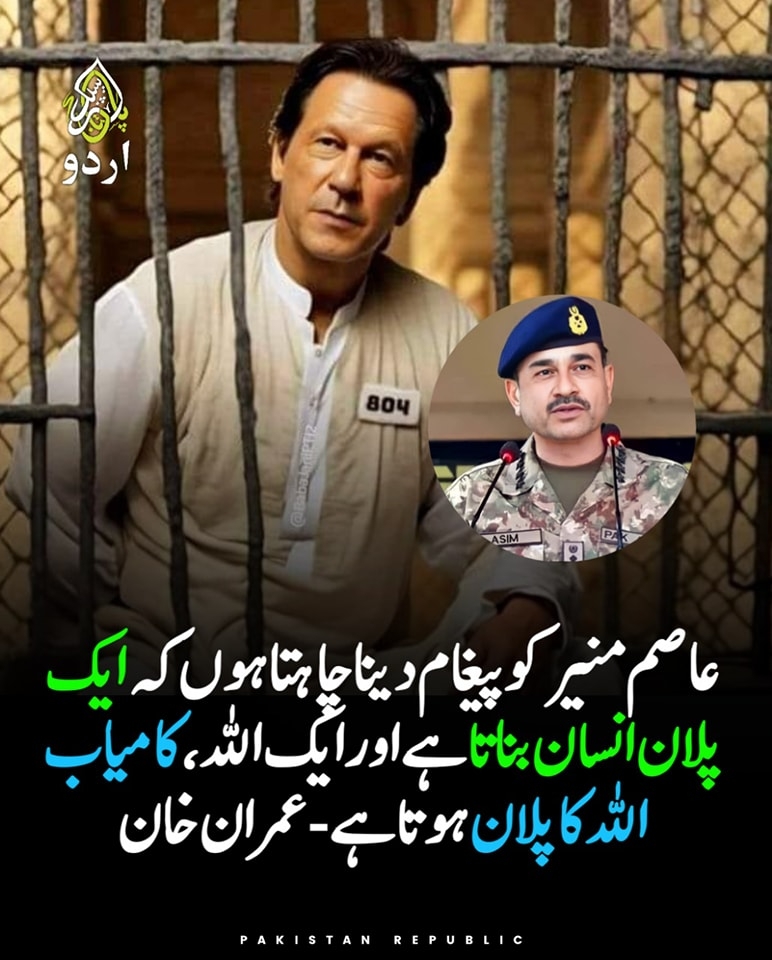 اردو
804
@BabaAmilPTI2
ASIM
PAK
عاصم منیر کو پیغام دینا چاہتا ہوں کہ ایک
پلان انسان بناتا ہے اور ایک اللہ، کامیاب
اللہ کا پلان ہوتا ہے - عمران خان
PAKISTAN REPUBLIC